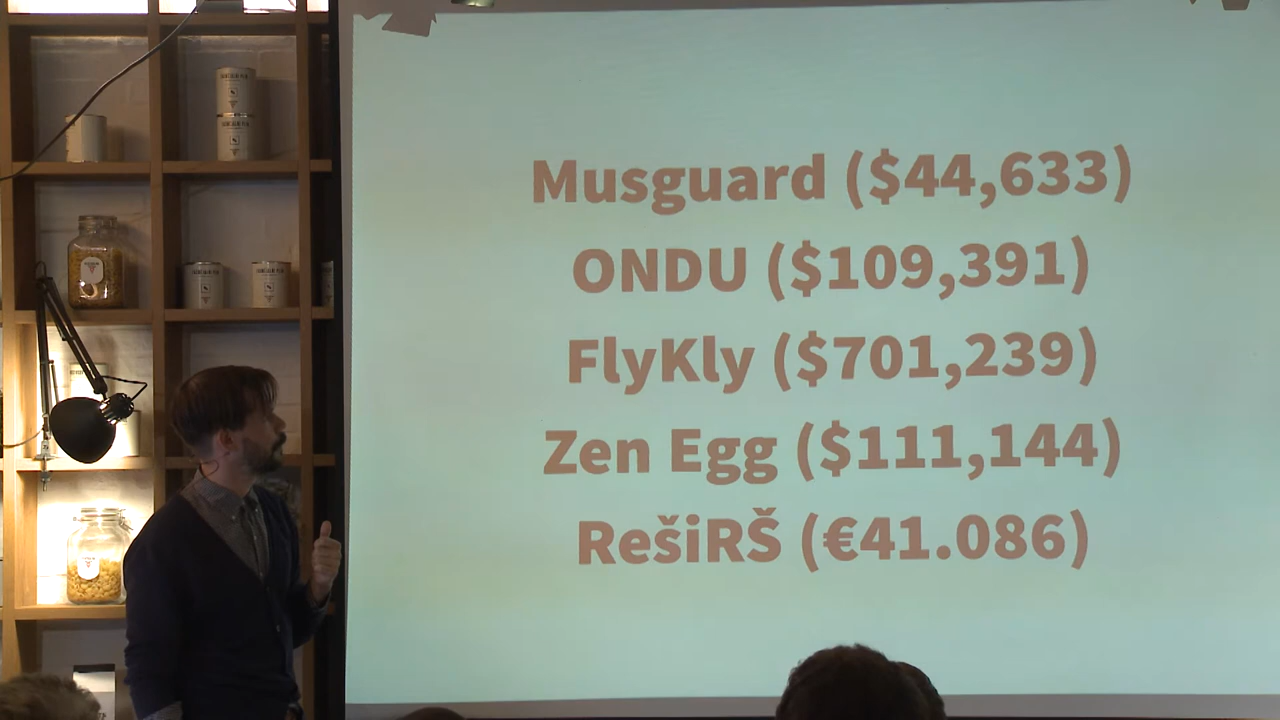 Musguard ($44,633)
ONDU ($109,391)
FlyKly ($701,239)
Zen Egg ($111,144)
RešiRŠ (€41.086)